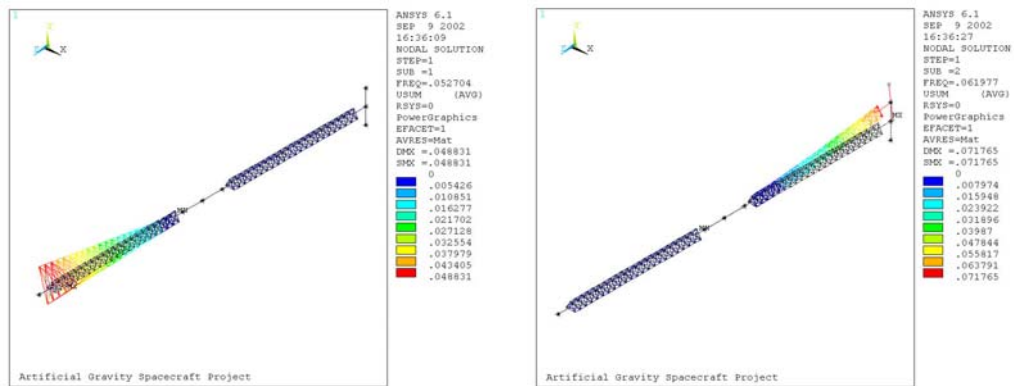 1
ANSYS 6.1
SEP 9 2002
16:36:09
NODAL SOLUTION
STEP=1
SUB =1
FREQ=.052704
USUM (AVG)
RSYS=0
PowerGraphics
EFACET=1
AVRES=Mat
DMX =.048831
SMX =.048831
0
.005426
.010851
.016277
.021702
.027128
.032554
.037979
.043405
.048831
X
Artificial Gravity Spacecraft Project
1
ANSYS 6.1
SEP 9 2002
16:36:27
NODAL SOLUTION
STEP=1
SUB =2
FREQ=.061977
USUM (AVG)
RSYS=0
PowerGraphics
EFACET=1
AVRES=Mat
DMX =.071765
SMX =.071765
0
.007974
.015948
.023922
.031896
.03987
.047844
.055817
.063791
.071765
X
MX
Artificial Gravity Spacecraft Project